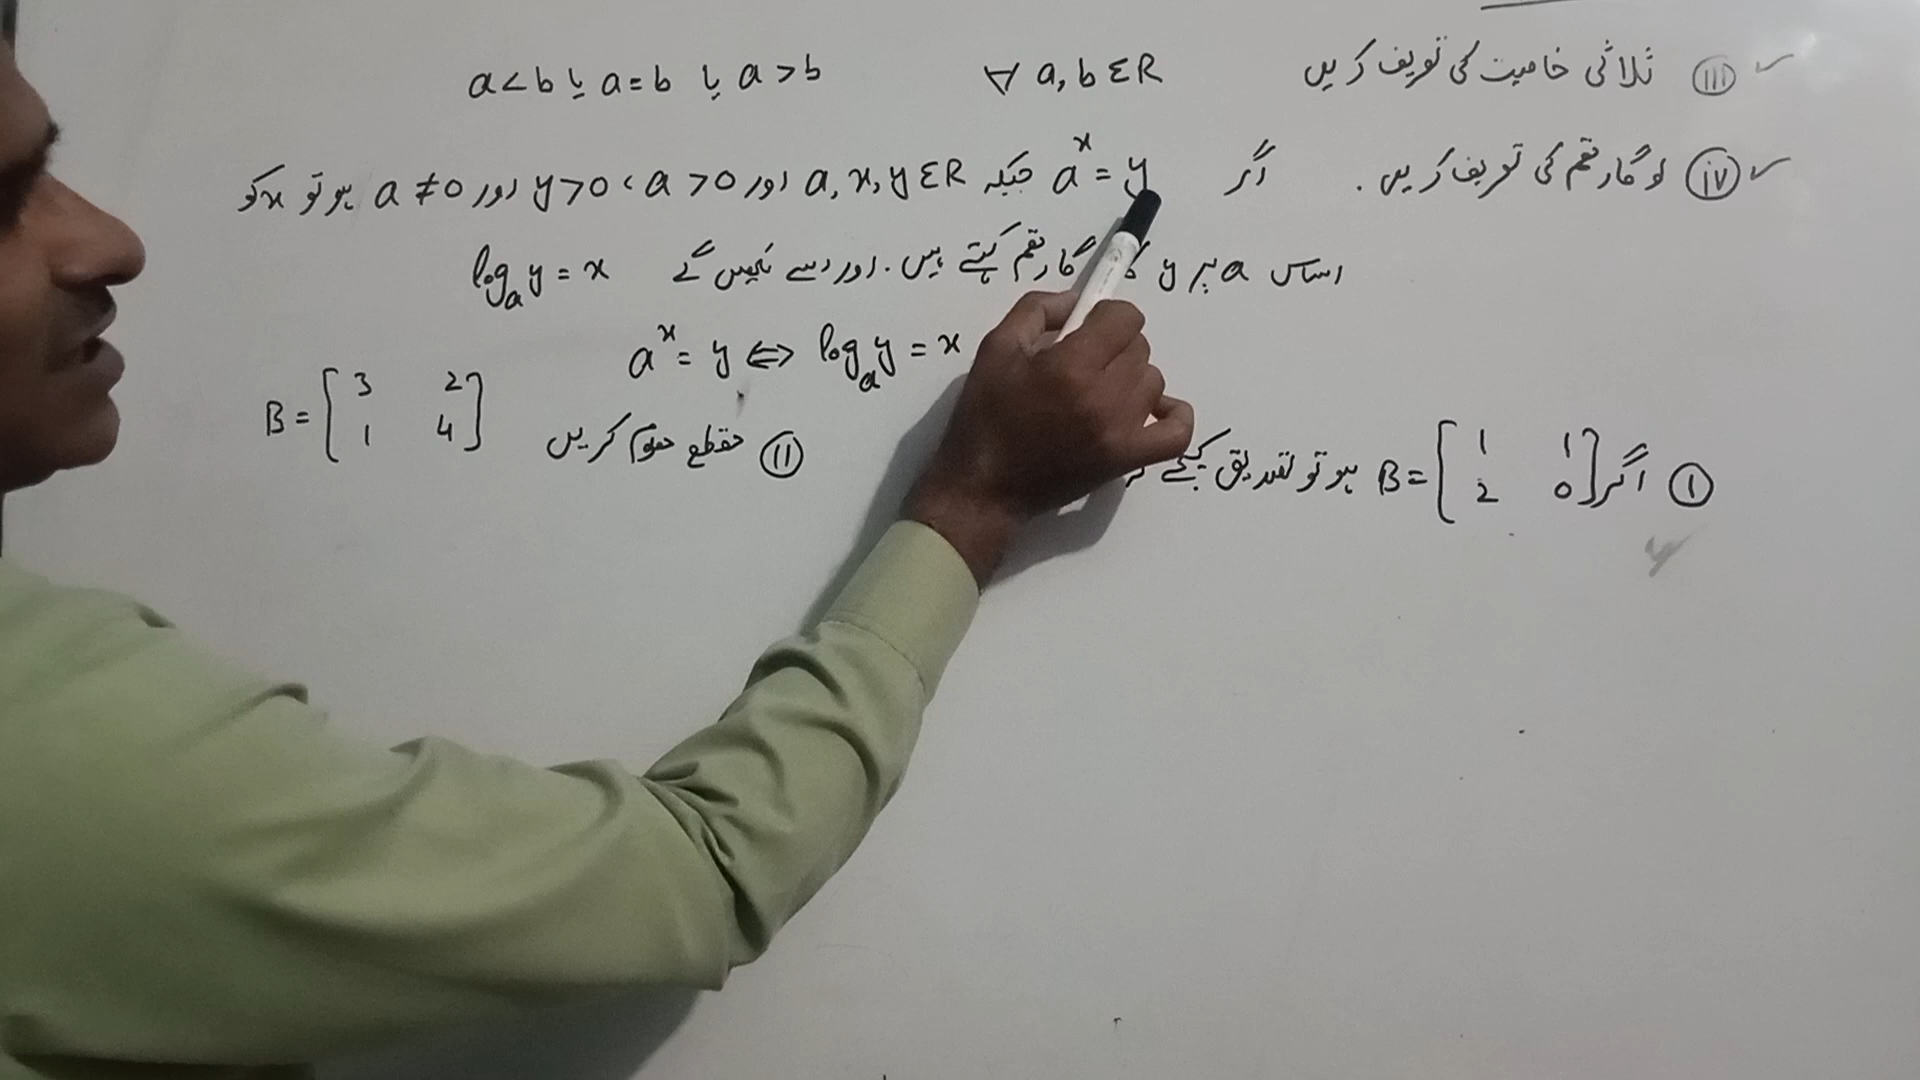 (iii) ثلاثی خاصیت کی تعریف کریں ∀ a, b ∈ R a < b یا a = b یا a > b
(iv) لوگارتھم کی تعریف کریں. اگر a^x = y جبکہ a, x, y ∈ R اور a > 0، y > 0 اور a ≠ 0 ہو تو x کو
اساس a پر y کا لوگارتھم کہتے ہیں. اور اسے لکھیں گے log_a y = x
a^x = y ⇔ log_a y = x
(i) اگر B = [1 1; 2 0] ہو تو تصدیق کیجئے
(ii) مقطع معلوم کریں B = [3 2; 1 4]